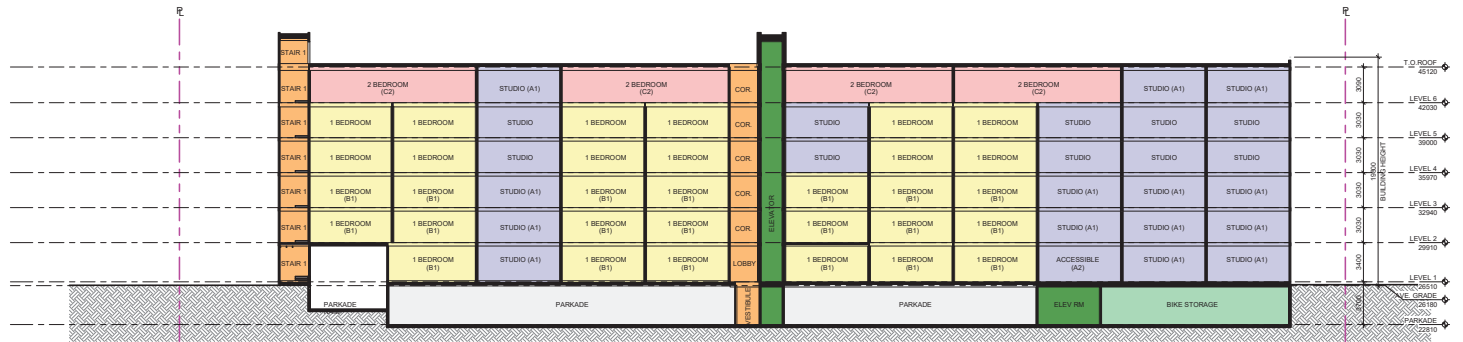 PL PL
STAIR 1
T.O.ROOF
45120
STAIR 1 2 BEDROOM STUDIO (A1) 2 BEDROOM COR. 2 BEDROOM 2 BEDROOM STUDIO (A1) STUDIO (A1) 3090
(C2) (C2) (C2) (C2)
LEVEL 6
42030
STAIR 1 1 BEDROOM 1 BEDROOM STUDIO 1 BEDROOM 1 BEDROOM COR. STUDIO 1 BEDROOM 1 BEDROOM STUDIO STUDIO STUDIO 3030
LEVEL 5
39000
STAIR 1 1 BEDROOM 1 BEDROOM STUDIO 1 BEDROOM 1 BEDROOM COR. STUDIO 1 BEDROOM 1 BEDROOM STUDIO STUDIO STUDIO 3030
LEVEL 4
35970
19800
BUILDING HEIGHT
STAIR 1 1 BEDROOM 1 BEDROOM STUDIO (A1) 1 BEDROOM 1 BEDROOM COR. 1 BEDROOM 1 BEDROOM 1 BEDROOM STUDIO (A1) STUDIO (A1) STUDIO (A1) 3030
(B1) (B1) (B1) (B1) (B1) (B1) (B1)
LEVEL 3
32940
ELEVATOR
STAIR 1 1 BEDROOM 1 BEDROOM STUDIO (A1) 1 BEDROOM 1 BEDROOM COR. 1 BEDROOM 1 BEDROOM 1 BEDROOM STUDIO (A1) STUDIO (A1) STUDIO (A1) 3030
(B1) (B1) (B1) (B1) (B1) (B1) (B1)
LEVEL 2
29910
STAIR 1 1 BEDROOM STUDIO (A1) 1 BEDROOM 1 BEDROOM LOBBY 1 BEDROOM 1 BEDROOM 1 BEDROOM ACCESSIBLE STUDIO (A1) STUDIO (A1) 3400
(B1) (B1) (B1) (B1) (B1) (B1) (A2)
LEVEL 1
26510
AVE. GRADE
26180
PARKADE PARKADE VESTIBULE PARKADE ELEV RM BIKE STORAGE 3700
PARKADE
22810